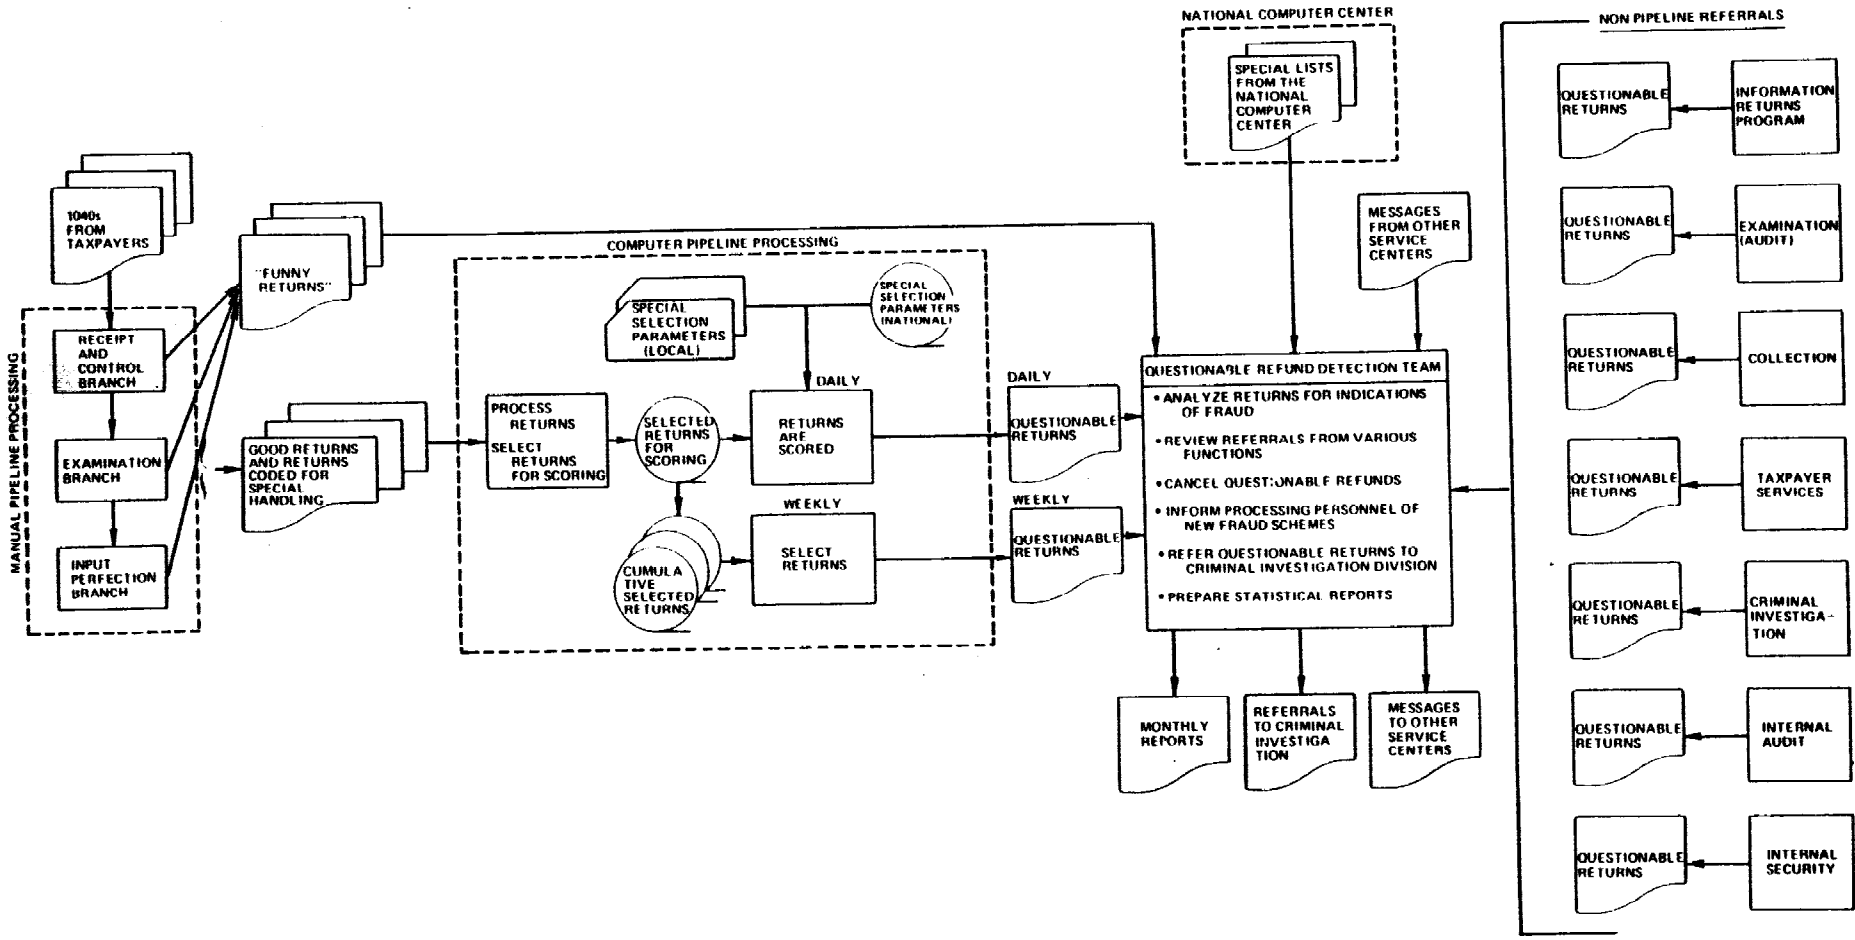 NATIONAL COMPUTER CENTER
NON PIPELINE REFERRALS
SPECIAL LISTS
FROM THE
NATIONAL
COMPUTER
CENTER
1040s
FROM
TAXPAYERS
"FUNNY
RETURNS"
MANUAL PIPELINE PROCESSING
RECEIPT
AND
CONTROL
BRANCH
EXAMINATION
BRANCH
INPUT
PERFECTION
BRANCH
GOOD RETURNS
AND RETURNS
CODED FOR
SPECIAL
HANDLING
COMPUTER PIPELINE PROCESSING
SPECIAL
SELECTION
PARAMETERS
(LOCAL)
SPECIAL
SELECTION
PARAMETERS
(NATIONAL)
PROCESS
RETURNS
SELECT
RETURNS
FOR SCORING
SELECTED
RETURNS
FOR
SCORING
DAILY
RETURNS
ARE
SCORED
CUMULA
TIVE
SELECTED
RETURNS
WEEKLY
SELECT
RETURNS
DAILY
QUESTIONABLE
RETURNS
WEEKLY
QUESTIONABLE
RETURNS
MESSAGES
FROM OTHER
SERVICE
CENTERS
QUESTIONABLE REFUND DETECTION TEAM
• ANALYZE RETURNS FOR INDICATIONS
OF FRAUD
• REVIEW REFERRALS FROM VARIOUS
FUNCTIONS
• CANCEL QUESTIONABLE REFUNDS
• INFORM PROCESSING PERSONNEL OF
NEW FRAUD SCHEMES
• REFER QUESTIONABLE RETURNS TO
CRIMINAL INVESTIGATION DIVISION
• PREPARE STATISTICAL REPORTS
MONTHLY
REPORTS
REFERRALS
TO CRIMINAL
INVESTIGA
TION
MESSAGES
TO OTHER
SERVICE
CENTERS
QUESTIONABLE
RETURNS
INFORMATION
RETURNS
PROGRAM
QUESTIONABLE
RETURNS
EXAMINATION
(AUDIT)
QUESTIONABLE
RETURNS
COLLECTION
QUESTIONABLE
RETURNS
TAXPAYER
SERVICES
QUESTIONABLE
RETURNS
CRIMINAL
INVESTIGA-
TION
QUESTIONABLE
RETURNS
INTERNAL
AUDIT
QUESTIONABLE
RETURNS
INTERNAL
SECURITY